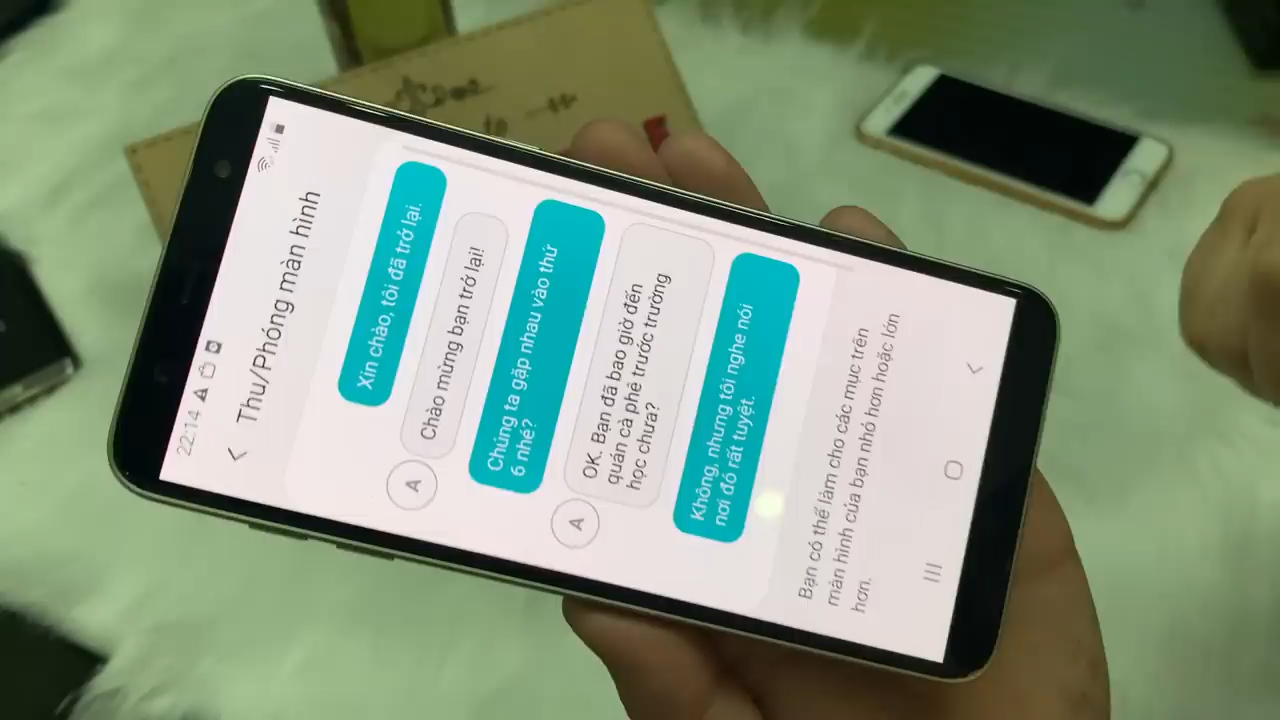 22:14
Thu/Phóng màn hình
Xin chào, tôi đã trở lại.
A
Chào mừng bạn trở lại!
Chúng ta gặp nhau vào thứ
6 nhé?
A
OK. Bạn đã bao giờ đến
quán cà phê trước trường
học chưa?
Không, nhưng tôi nghe nói
nơi đó rất tuyệt.
Bạn có thể làm cho các mục trên
màn hình của bạn nhỏ hơn hoặc lớn
hơn.